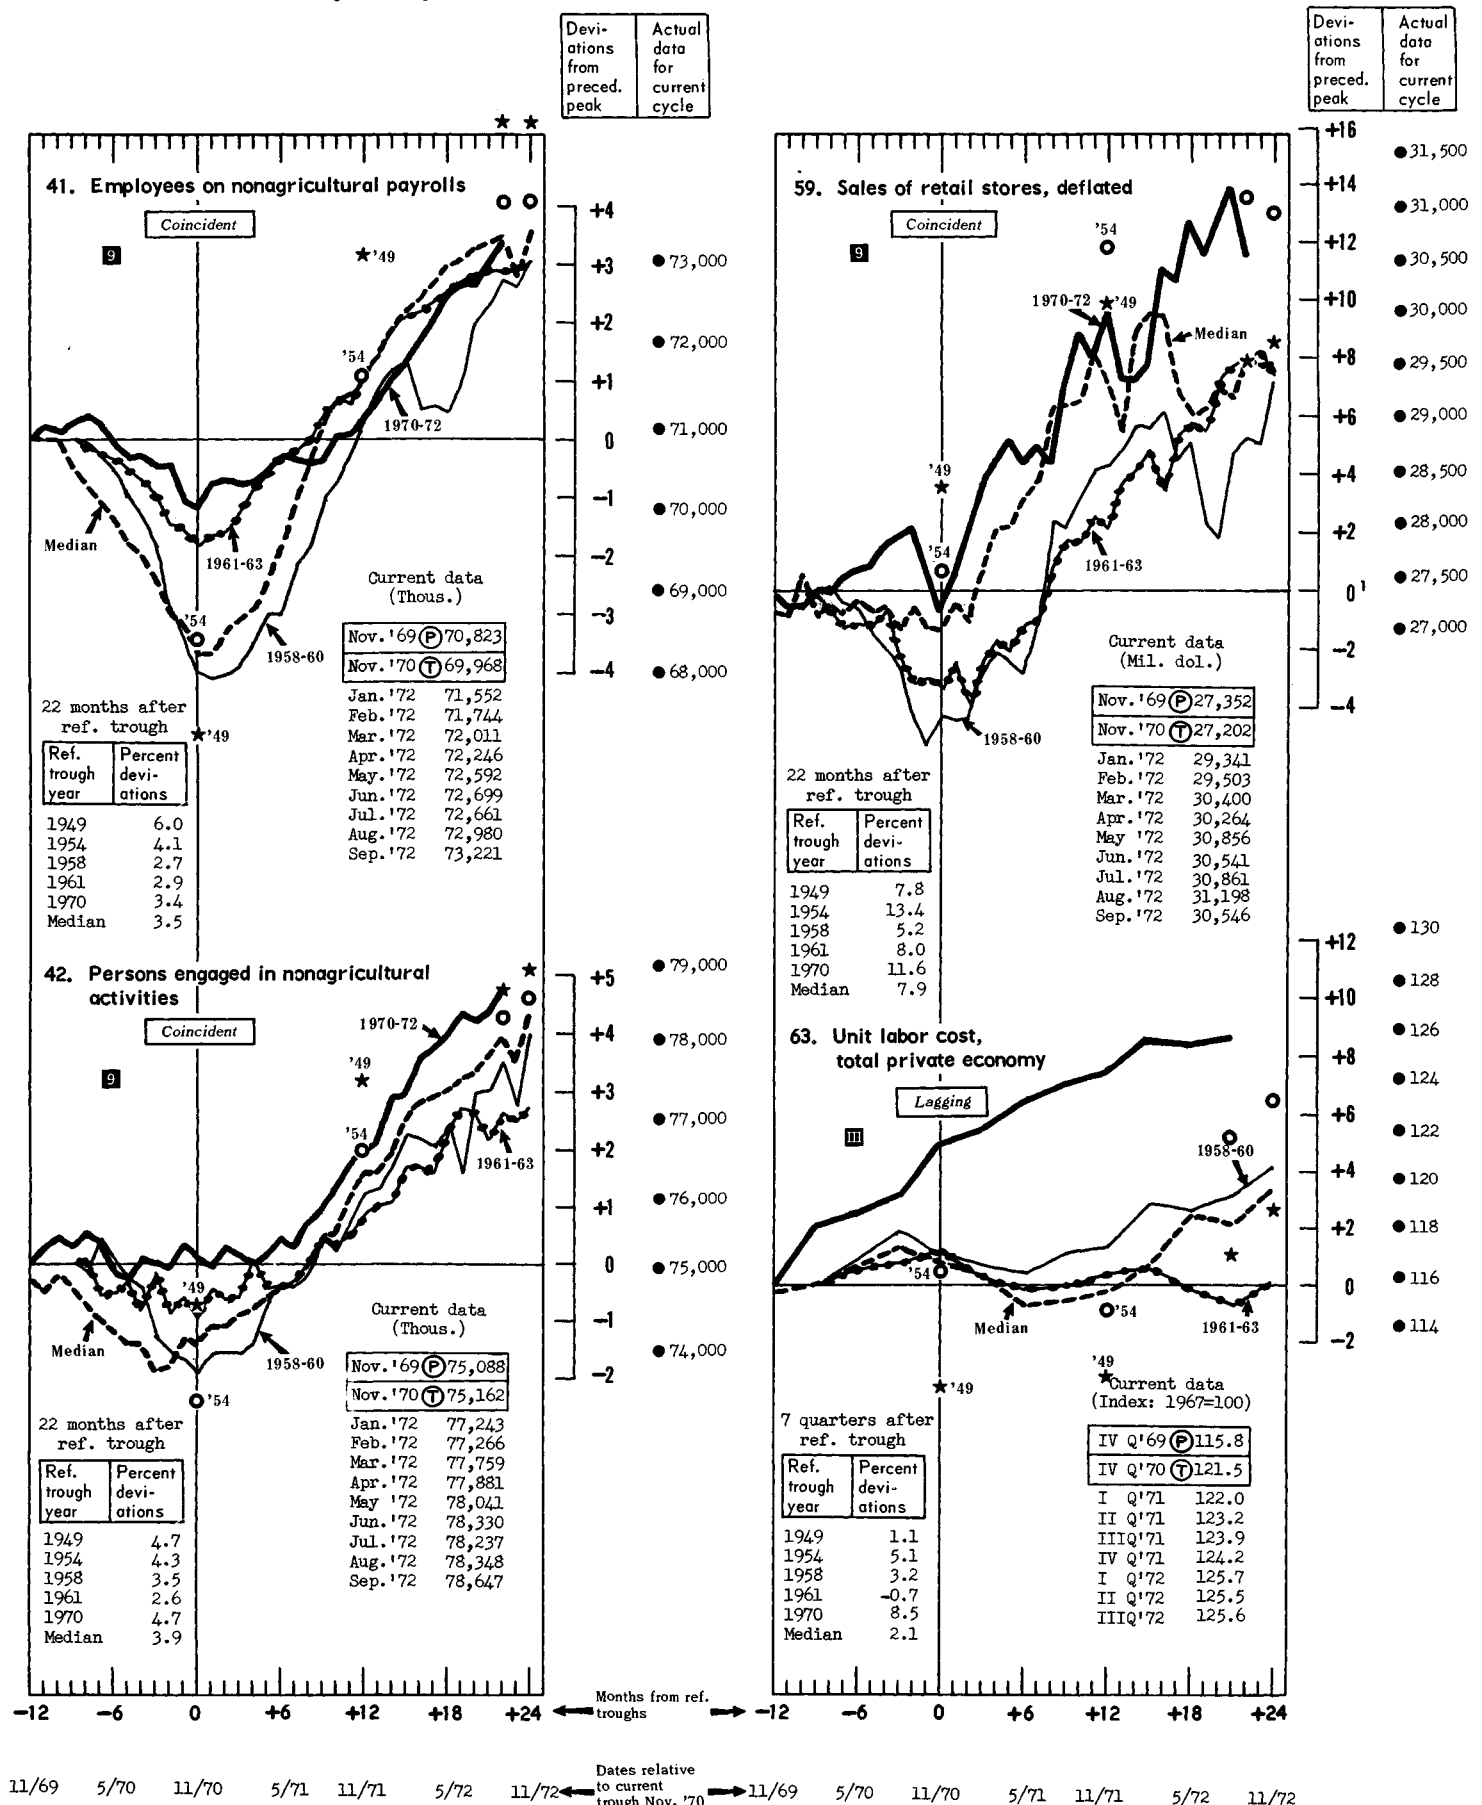 Devi-
ations
from
preced.
peak
Actual
data
for
current
cycle
41. Employees on nonagricultural payrolls
Coincident
9
'49
'54
1970-72
Median
1961-63
'54
1958-60
'49
+4
+3
+2
+1
0
-1
-2
-3
-4
73,000
72,000
71,000
70,000
69,000
68,000
Current data
(Thous.)
Nov.'69 P 70,823
Nov.'70 T 69,968
Jan.'72 71,552
Feb.'72 71,744
Mar.'72 72,011
Apr.'72 72,246
May.'72 72,592
Jun.'72 72,699
Jul.'72 72,661
Aug.'72 72,980
Sep.'72 73,221
22 months after
ref. trough
Ref.
trough
year
Percent
devi-
ations
1949 6.0
1954 4.1
1958 2.7
1961 2.9
1970 3.4
Median 3.5
42. Persons engaged in nonagricultural
activities
Coincident
9
1970-72
'49
'54
1961-63
'49
Median
1958-60
'54
+5
+4
+3
+2
+1
0
-1
-2
79,000
78,000
77,000
76,000
75,000
74,000
Current data
(Thous.)
Nov.'69 P 75,088
Nov.'70 T 75,162
Jan.'72 77,243
Feb.'72 77,266
Mar.'72 77,759
Apr.'72 77,881
May '72 78,041
Jun.'72 78,330
Jul.'72 78,237
Aug.'72 78,348
Sep.'72 78,647
22 months after
ref. trough
Ref.
trough
year
Percent
devi-
ations
1949 4.7
1954 4.3
1958 3.5
1961 2.6
1970 4.7
Median 3.9
-12 -6 0 +6 +12 +18 +24
Months from ref.
troughs
11/69 5/70 11/70 5/71 11/71 5/72 11/72
Dates relative
to current
trough Nov. '70
Devi-
ations
from
preced.
peak
Actual
data
for
current
cycle
59. Sales of retail stores, deflated
Coincident
9
'54
1970-72
'49
Median
'49
'54
1961-63
1958-60
+16
+14
+12
+10
+8
+6
+4
+2
0¹
-2
-4
31,500
31,000
30,500
30,000
29,500
29,000
28,500
28,000
27,500
27,000
Current data
(Mil. dol.)
Nov.'69 P 27,352
Nov.'70 T 27,202
Jan.'72 29,341
Feb.'72 29,503
Mar.'72 30,400
Apr.'72 30,264
May '72 30,856
Jun.'72 30,541
Jul.'72 30,861
Aug.'72 31,198
Sep.'72 30,546
22 months after
ref. trough
Ref.
trough
year
Percent
devi-
ations
1949 7.8
1954 13.4
1958 5.2
1961 8.0
1970 11.6
Median 7.9
63. Unit labor cost,
total private economy
Lagging
III
1958-60
'54
Median
'54
1961-63
'49
'49
+12
+10
+8
+6
+4
+2
0
-2
130
128
126
124
122
120
118
116
114
Current data
(Index: 1967=100)
IV Q'69 P 115.8
IV Q'70 T 121.5
I Q'71 122.0
II Q'71 123.2
IIIQ'71 123.9
IV Q'71 124.2
I Q'72 125.7
II Q'72 125.5
IIIQ'72 125.6
7 quarters after
ref. trough
Ref.
trough
year
Percent
devi-
ations
1949 1.1
1954 5.1
1958 3.2
1961 -0.7
1970 8.5
Median 2.1
-12 -6 0 +6 +12 +18 +24
11/69 5/70 11/70 5/71 11/71 5/72 11/72